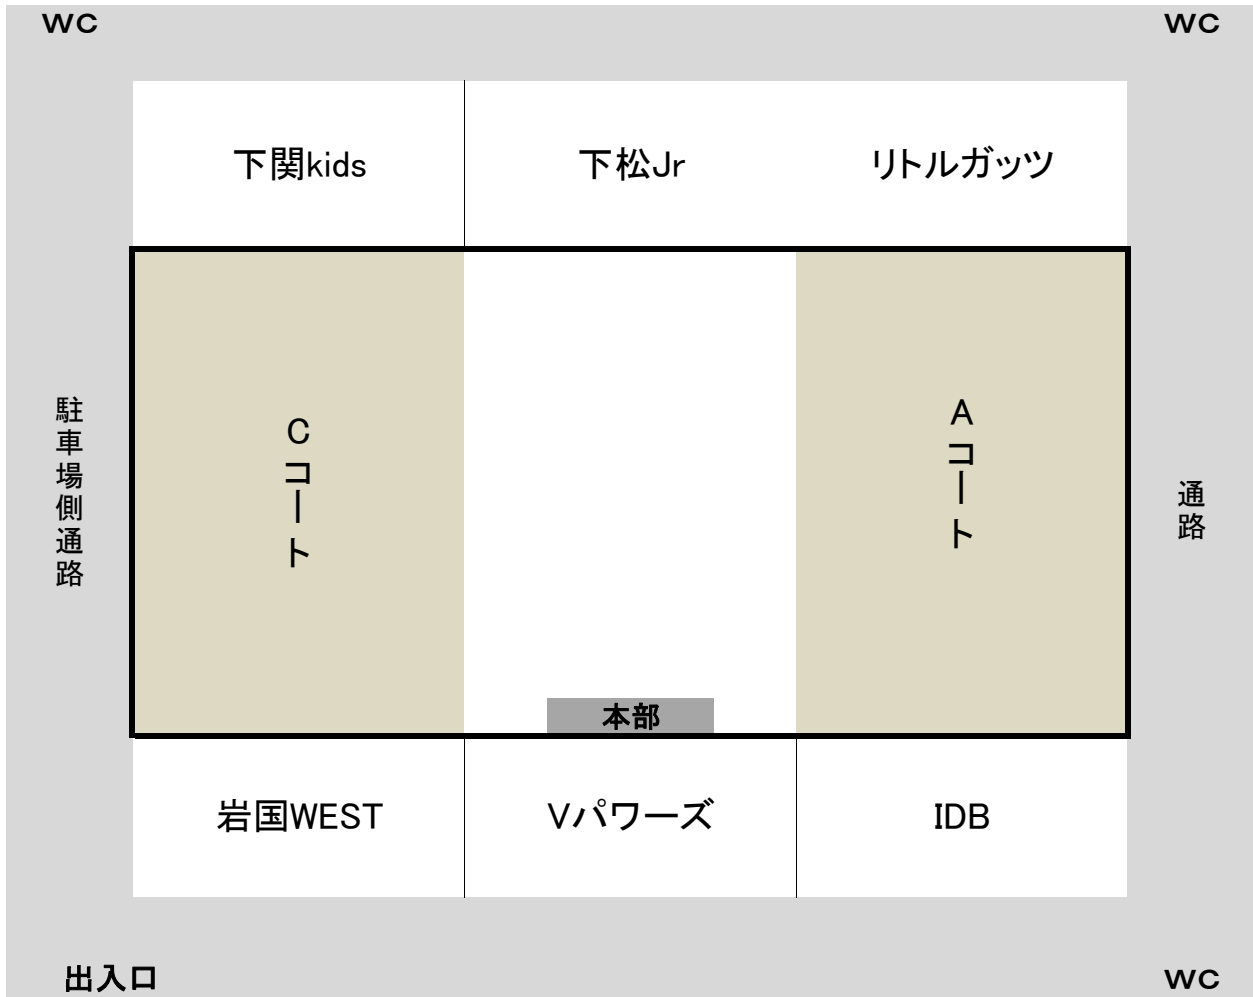 WC
WC
下関kids
下松Jr
リトルガッツ
駐車場側通路
Cコート
Aコート
通路
本部
岩国WEST
Vパワーズ
IDB
出入口
WC